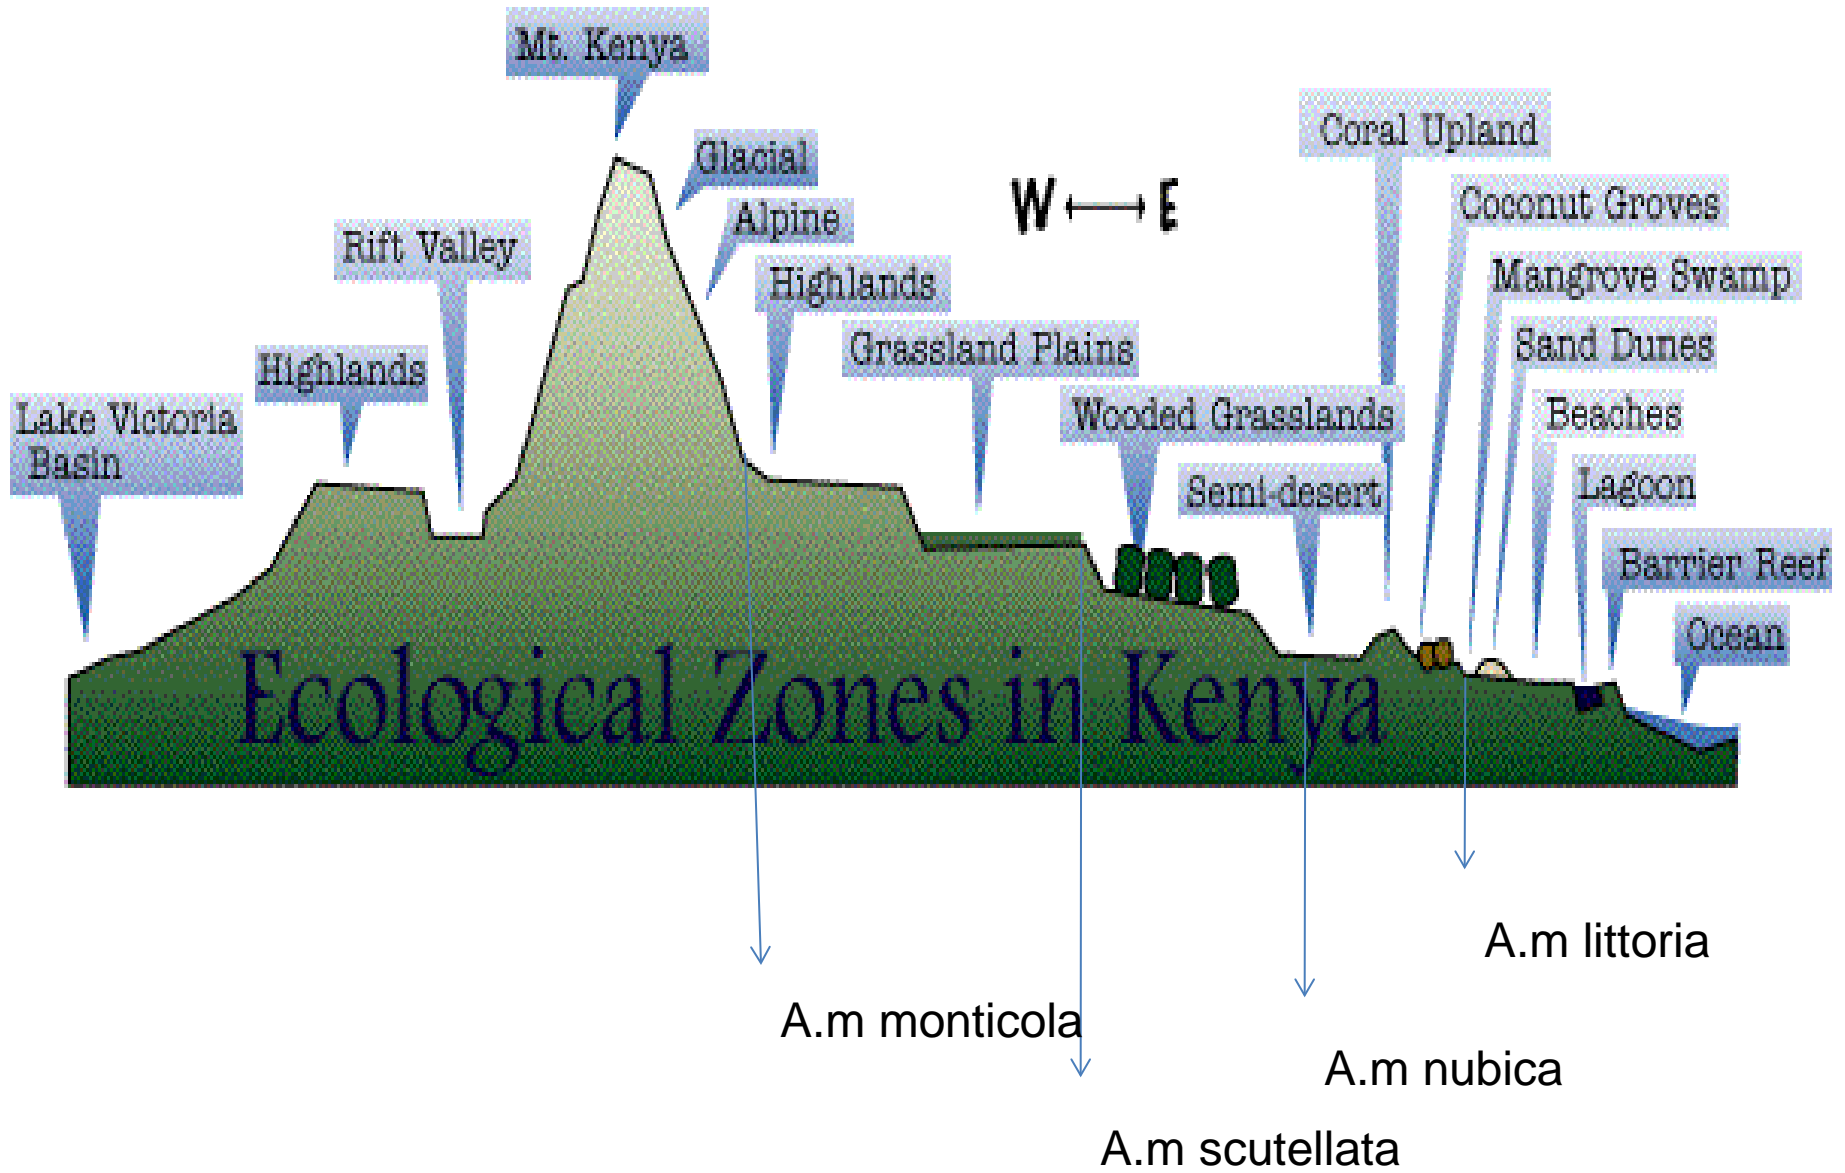 Mt. Kenya
Glacial
Alpine
Highlands
Rift Valley
Highlands
Lake Victoria
Basin
W E
Grassland Plains
Wooded Grasslands
Semi-desert
Coral Upland
Coconut Groves
Mangrove Swamp
Sand Dunes
Beaches
Lagoon
Barrier Reef
Ocean
Ecological Zones in Kenya
A.m littoria
A.m monticola
A.m nubica
A.m scutellata